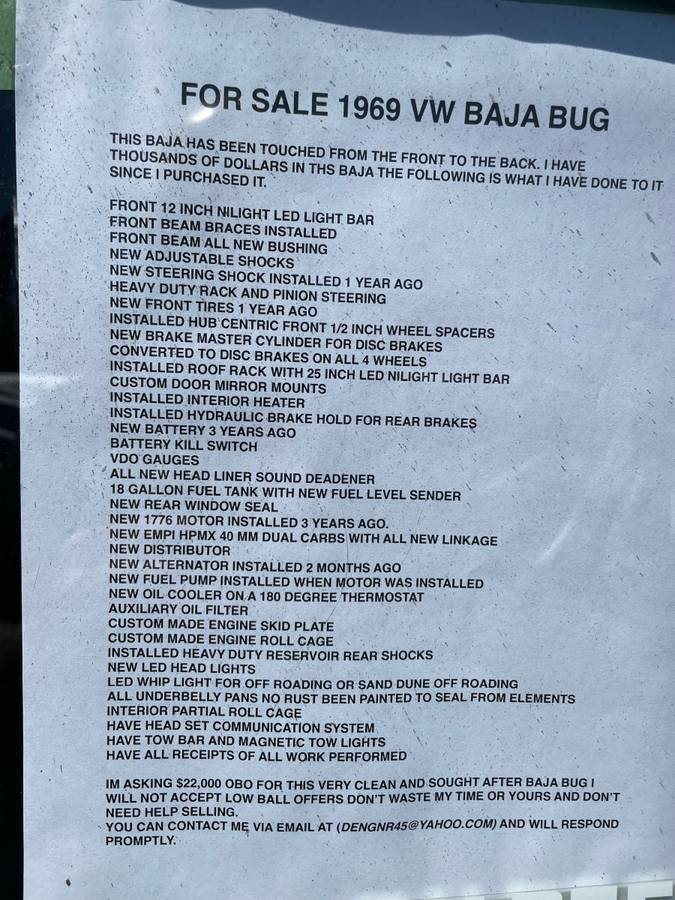 FOR SALE 1969 VW BAJA BUG
THIS BAJA HAS BEEN TOUCHED FROM THE FRONT TO THE BACK. I HAVE
THOUSANDS OF DOLLARS IN THS BAJA THE FOLLOWING IS WHAT I HAVE DONE TO IT
SINCE I PURCHASED IT.
FRONT 12 INCH NILIGHT LED LIGHT BAR
FRONT BEAM BRACES INSTALLED
FRONT BEAM ALL NEW BUSHING
NEW ADJUSTABLE SHOCKS
NEW STEERING SHOCK INSTALLED 1 YEAR AGO
HEAVY DUTY RACK AND PINION STEERING
NEW FRONT TIRES 1 YEAR AGO
INSTALLED HUB CENTRIC FRONT 1/2 INCH WHEEL SPACERS
NEW BRAKE MASTER CYLINDER FOR DISC BRAKES
CONVERTED TO DISC BRAKES ON ALL 4 WHEELS
INSTALLED ROOF RACK WITH 25 INCH LED NILIGHT LIGHT BAR
CUSTOM DOOR MIRROR MOUNTS
INSTALLED INTERIOR HEATER
INSTALLED HYDRAULIC BRAKE HOLD FOR REAR BRAKES
NEW BATTERY 3 YEARS AGO
BATTERY KILL SWITCH
VDO GAUGES
ALL NEW HEAD LINER SOUND DEADENER
18 GALLON FUEL TANK WITH NEW FUEL LEVEL SENDER
NEW REAR WINDOW SEAL
NEW 1776 MOTOR INSTALLED 3 YEARS AGO.
NEW EMPI HPMX 40 MM DUAL CARBS WITH ALL NEW LINKAGE
NEW DISTRIBUTOR
NEW ALTERNATOR INSTALLED 2 MONTHS AGO
NEW FUEL PUMP INSTALLED WHEN MOTOR WAS INSTALLED
NEW OIL COOLER ON A 180 DEGREE THERMOSTAT
AUXILIARY OIL FILTER
CUSTOM MADE ENGINE SKID PLATE
CUSTOM MADE ENGINE ROLL CAGE
INSTALLED HEAVY DUTY RESERVOIR REAR SHOCKS
NEW LED HEAD LIGHTS
LED WHIP LIGHT FOR OFF ROADING OR SAND DUNE OFF ROADING
ALL UNDERBELLY PANS NO RUST BEEN PAINTED TO SEAL FROM ELEMENTS
INTERIOR PARTIAL ROLL CAGE
HAVE HEAD SET COMMUNICATION SYSTEM
HAVE TOW BAR AND MAGNETIC TOW LIGHTS
HAVE ALL RECEIPTS OF ALL WORK PERFORMED
IM ASKING $22,000 OBO FOR THIS VERY CLEAN AND SOUGHT AFTER BAJA BUG I
WILL NOT ACCEPT LOW BALL OFFERS DON'T WASTE MY TIME OR YOURS AND DON'T
NEED HELP SELLING.
YOU CAN CONTACT ME VIA EMAIL AT (DENGNR45@YAHOO.COM) AND WILL RESPOND
PROMPTLY.